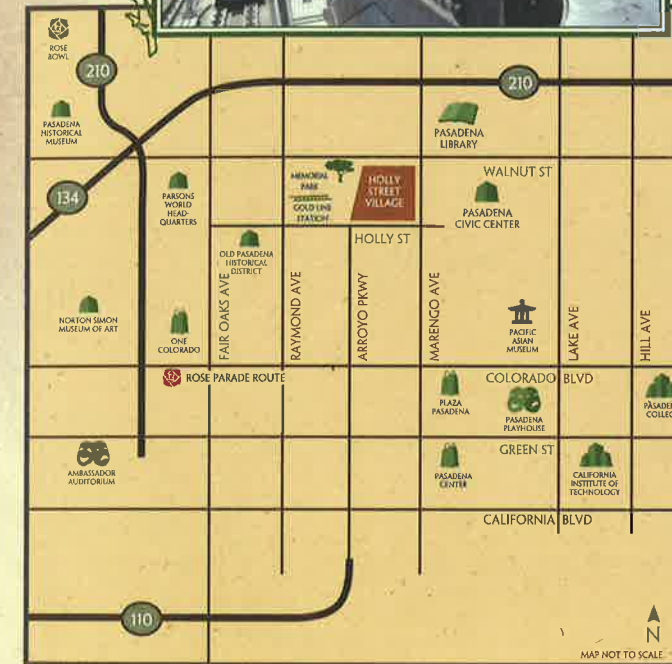 ROSE
BOWL
210
210
PASADENA
HISTORICAL
MUSEUM
PASADENA
LIBRARY
134
PARSONS
WORLD
HEAD-
QUARTERS
MEMORIAL
PARK
GOLD LINE
STATION
HOLLY
STREET
VILLAGE
WALNUT ST
PASADENA
CIVIC CENTER
HOLLY ST
OLD PASADENA
HISTORICAL
DISTRICT
NORTON SIMON
MUSEUM OF ART
ONE
COLORADO
FAIR OAKS AVE
RAYMOND AVE
ARROYO PKWY
MARENGO AVE
PACIFIC
ASIAN
MUSEUM
LAKE AVE
HILL AVE
ROSE PARADE ROUTE
COLORADO BLVD
PLAZA
PASADENA
PASADENA
PLAYHOUSE
GREEN ST
AMBASSADOR
AUDITORIUM
PASADENA
CENTER
CALIFORNIA
INSTITUTE OF
TECHNOLOGY
CALIFORNIA BLVD
110
N
MAP NOT TO SCALE